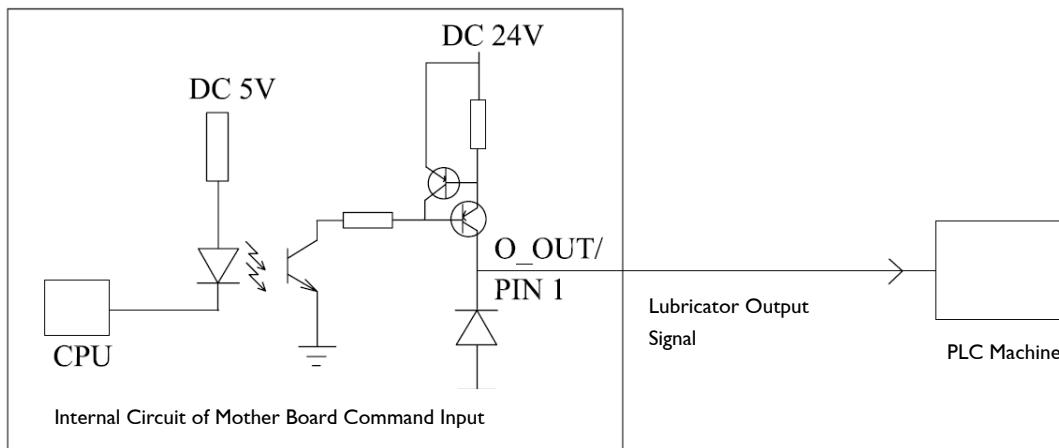 DC 24V
DC 5V
O_OUT/
PIN 1
Lubricator Output
Signal
CPU
PLC Machine
Internal Circuit of Mother Board Command Input